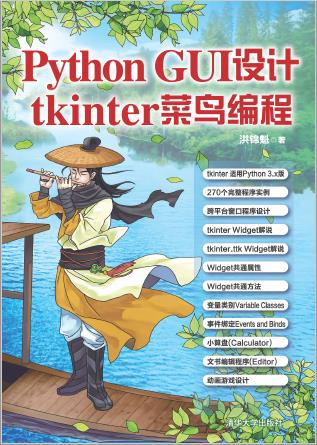 Python GUI设计
tkinter菜鸟编程
洪锦魁 ◎ 著
tkinter 适用Python 3.x版
270个完整程序实例
跨平台窗口程序设计
tkinter Widget解说
tkinter.ttk Widget解说
Widget共通属性
Widget共通方法
变量类别Variable Classes
事件绑定Events and Binds
小算盘(Calculator)
文书编辑程序(Editor)
动画游戏设计
清华大学出版社